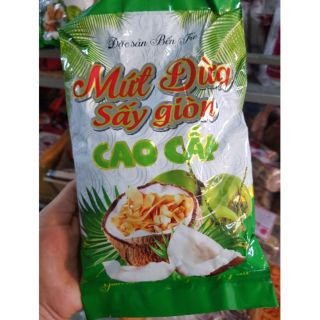 Đặc sản Bến Tre
Mứt Dừa
Sấy giòn
CAO CẤP